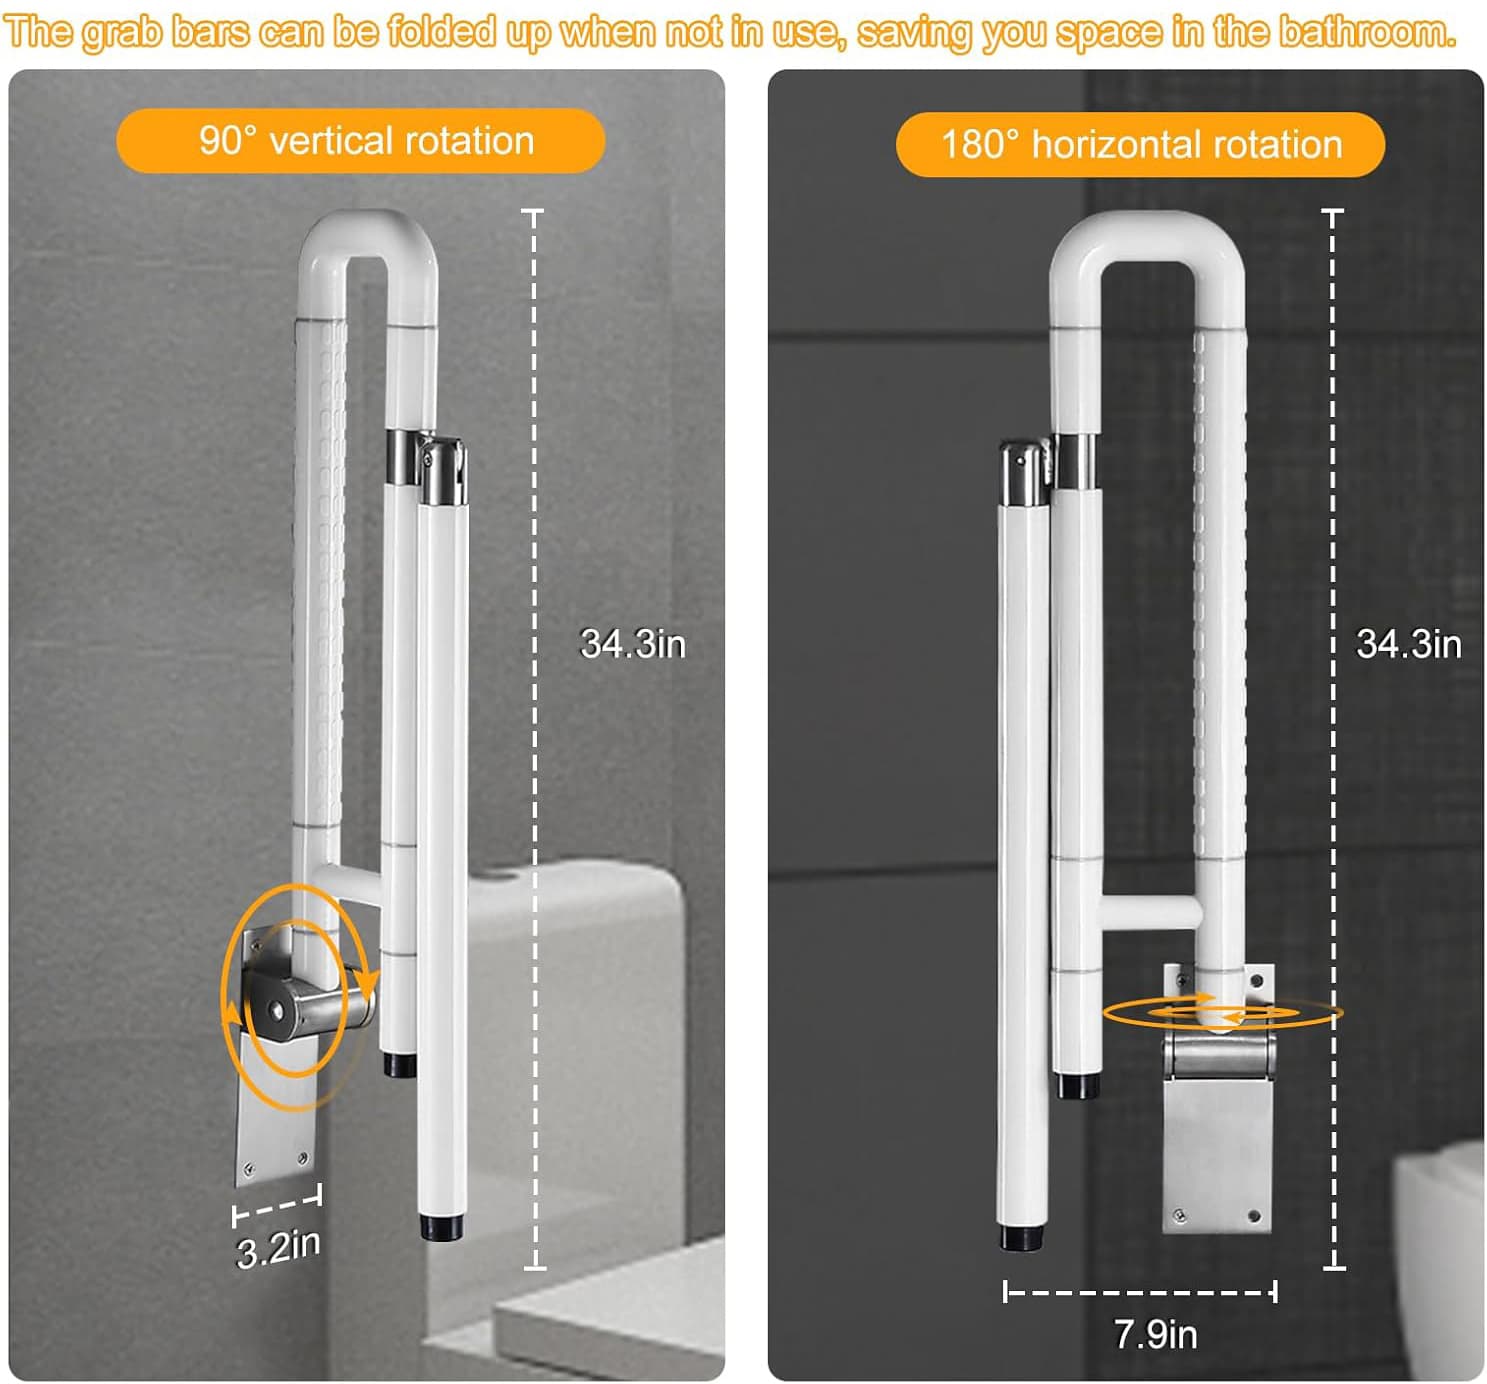 The grab bars can be folded up when not in use, saving you space in the bathroom.
90° vertical rotation
34.3in
3.2in
180° horizontal rotation
34.3in
7.9in